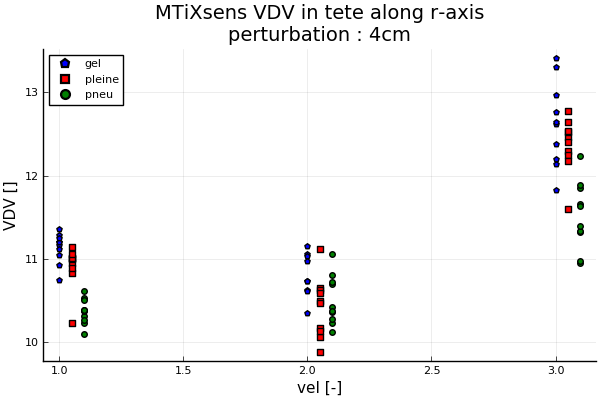 MTiXsens VDV in tete along r-axis
perturbation : 4cm
gel
pleine
pneu
VDV []
13
12
11
10
1.0 1.5 2.0 2.5 3.0
vel [-]